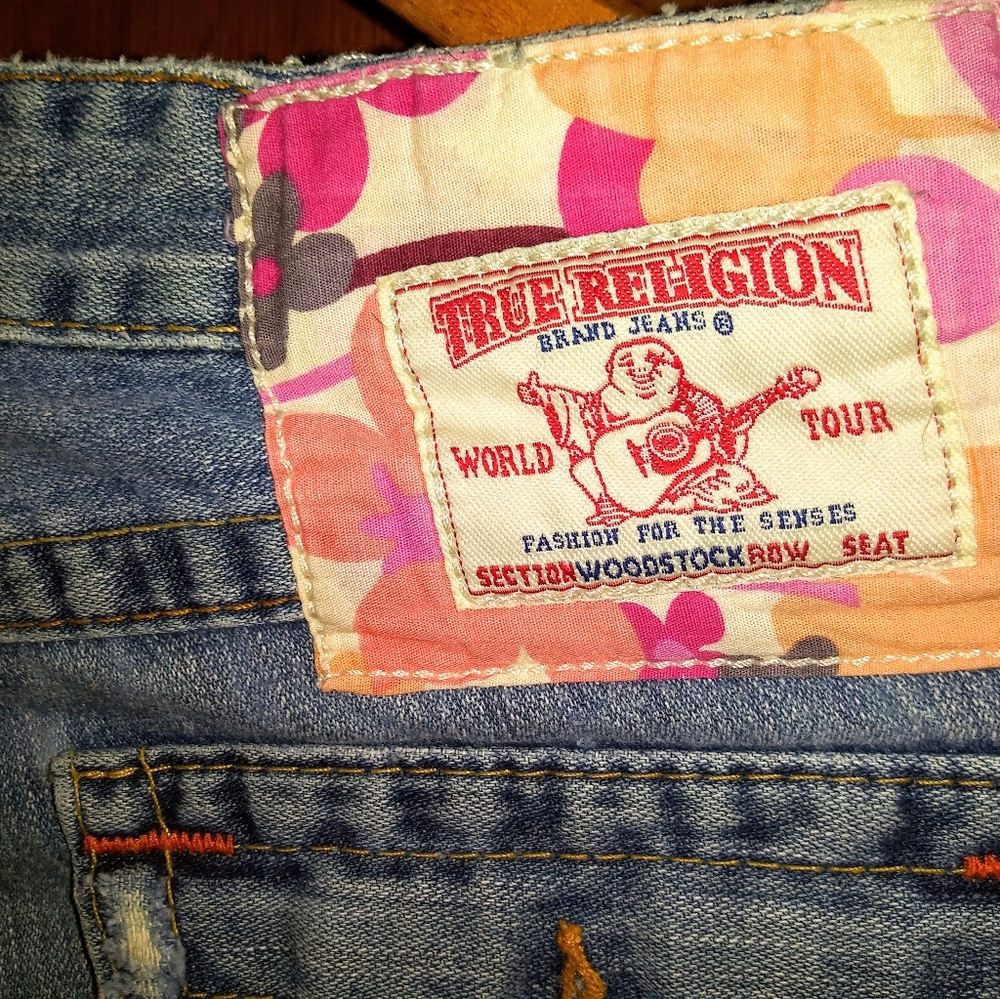 TRUE RELIGION
BRAND JEANS®
WORLD TOUR
FASHION FOR THE SENSES
SECTION WOODSTOCK ROW SEAT